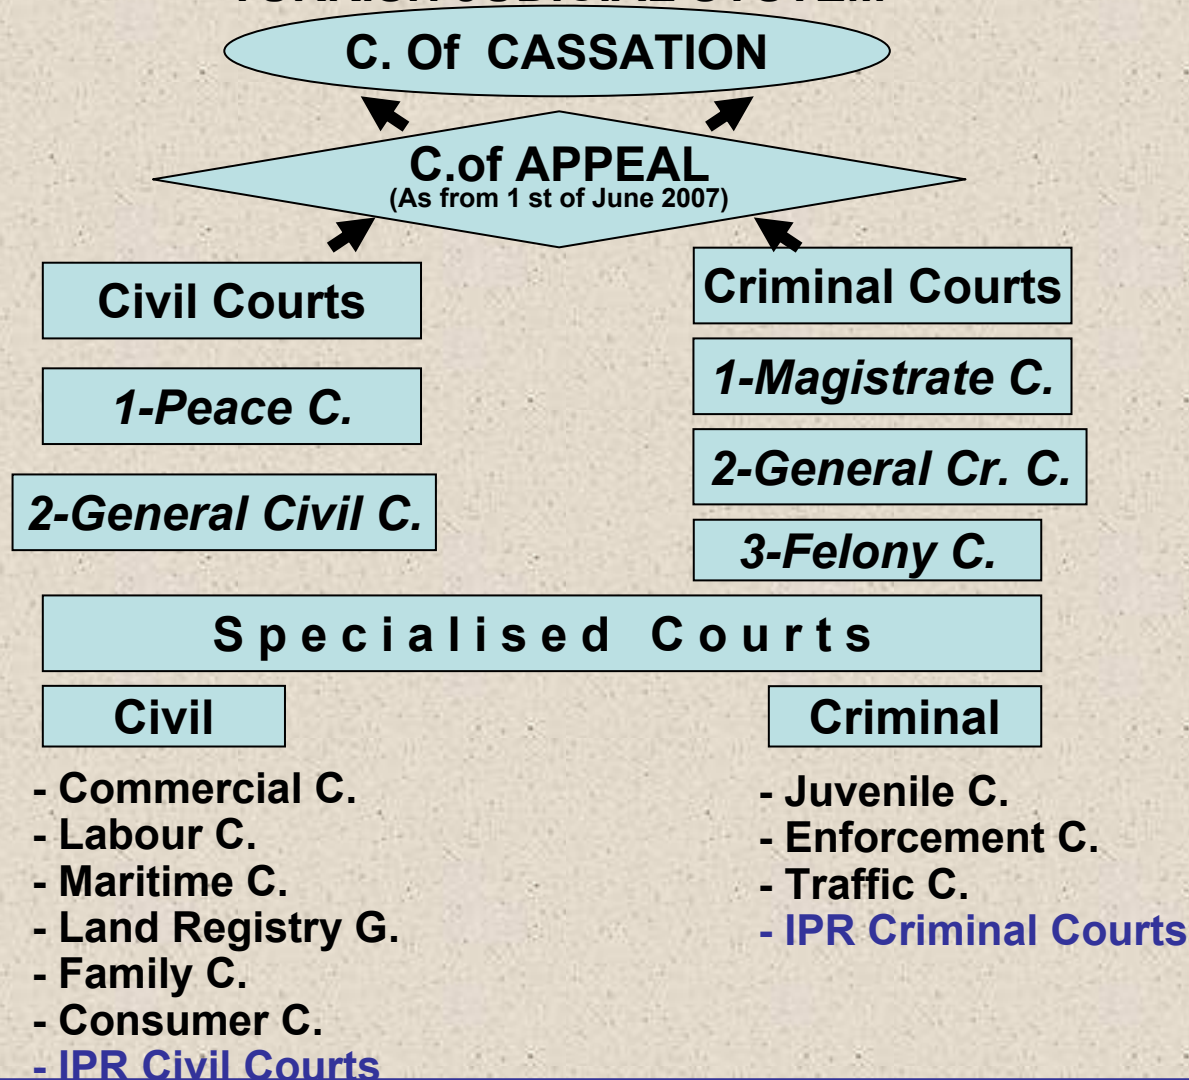 C. Of CASSATION
C.of APPEAL
(As from 1 st of June 2007)
Civil Courts
1-Peace C.
2-General Civil C.
Criminal Courts
1-Magistrate C.
2-General Cr. C.
3-Felony C.
Specialised Courts
Civil
- Commercial C.
- Labour C.
- Maritime C.
- Land Registry G.
- Family C.
- Consumer C.
- IPR Civil Courts
Criminal
- Juvenile C.
- Enforcement C.
- Traffic C.
- IPR Criminal Courts